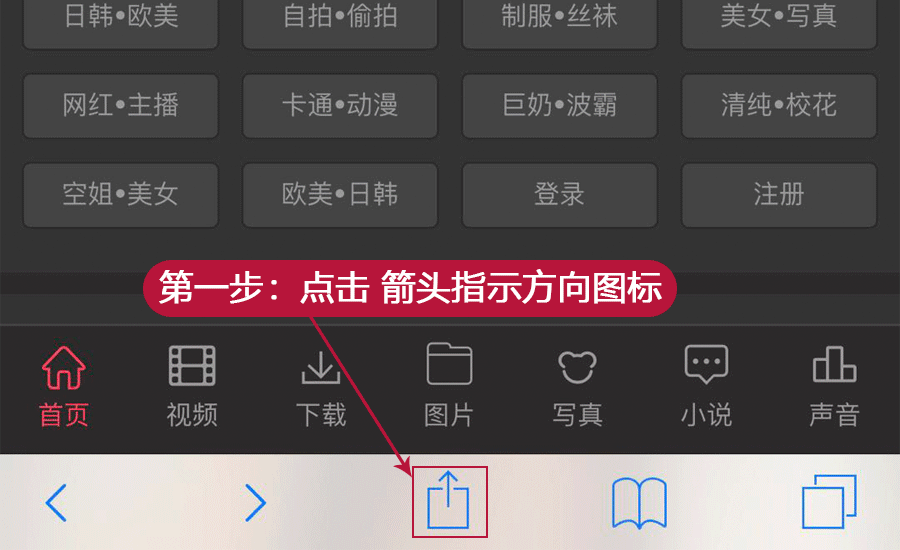 日韩•欧美 自拍•偷拍 制服•丝袜 美女•写真
网红•主播 卡通•动漫 巨奶•波霸 清纯•校花
空姐•美女 欧美•日韩 登录 注册
第一步：点击 箭头指示方向图标
首页 视频 下载 图片 写真 小说 声音